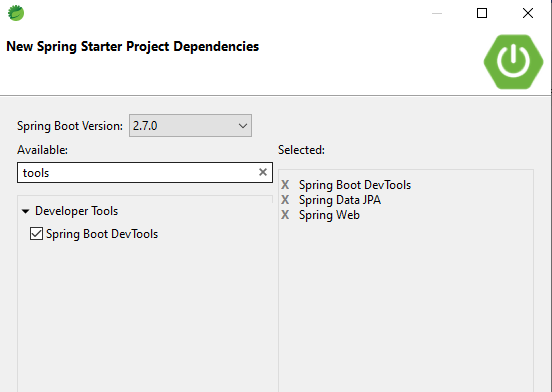 New Spring Starter Project Dependencies
Spring Boot Version: 2.7.0
Available:
Selected:
tools
Developer Tools
Spring Boot DevTools
X Spring Boot DevTools
X Spring Data JPA
X Spring Web